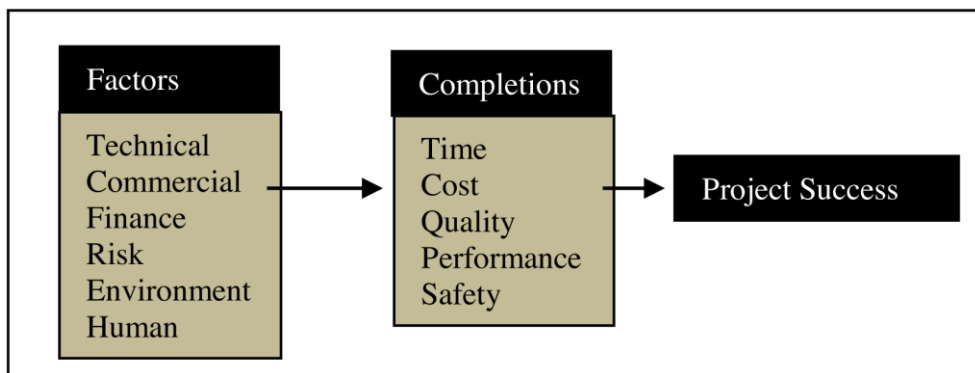 Factors
Technical
Commercial
Finance
Risk
Environment
Human
Completions
Time
Cost
Quality
Performance
Safety
Project Success